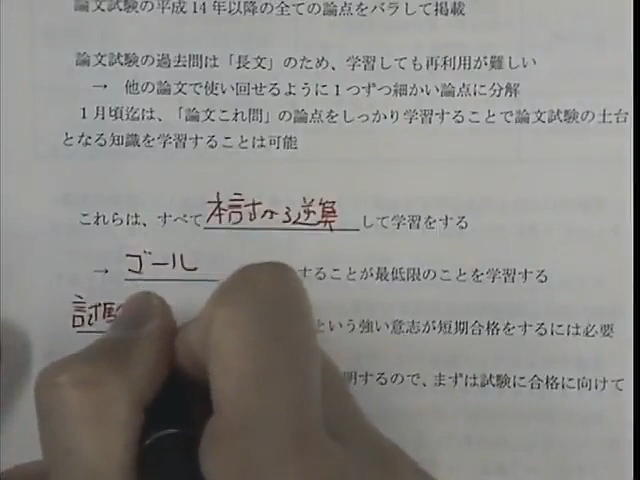 論文試験の平成14年以降の全ての論点をバラして掲載
論文試験の過去問は「長文」のため、学習しても再利用が難しい
→ 他の論文で使い回せるように1つずつ細かい論点に分解
1月頃迄は、「論文これ問」の論点をしっかり学習することで論文試験の土台
となる知識を学習することは可能
これらは、すべて本試から逆算して学習をする
→ ゴール することが最低限のことを学習する
試験 という強い意志が短期合格をするには必要
明するので、まずは試験に合格に向けて